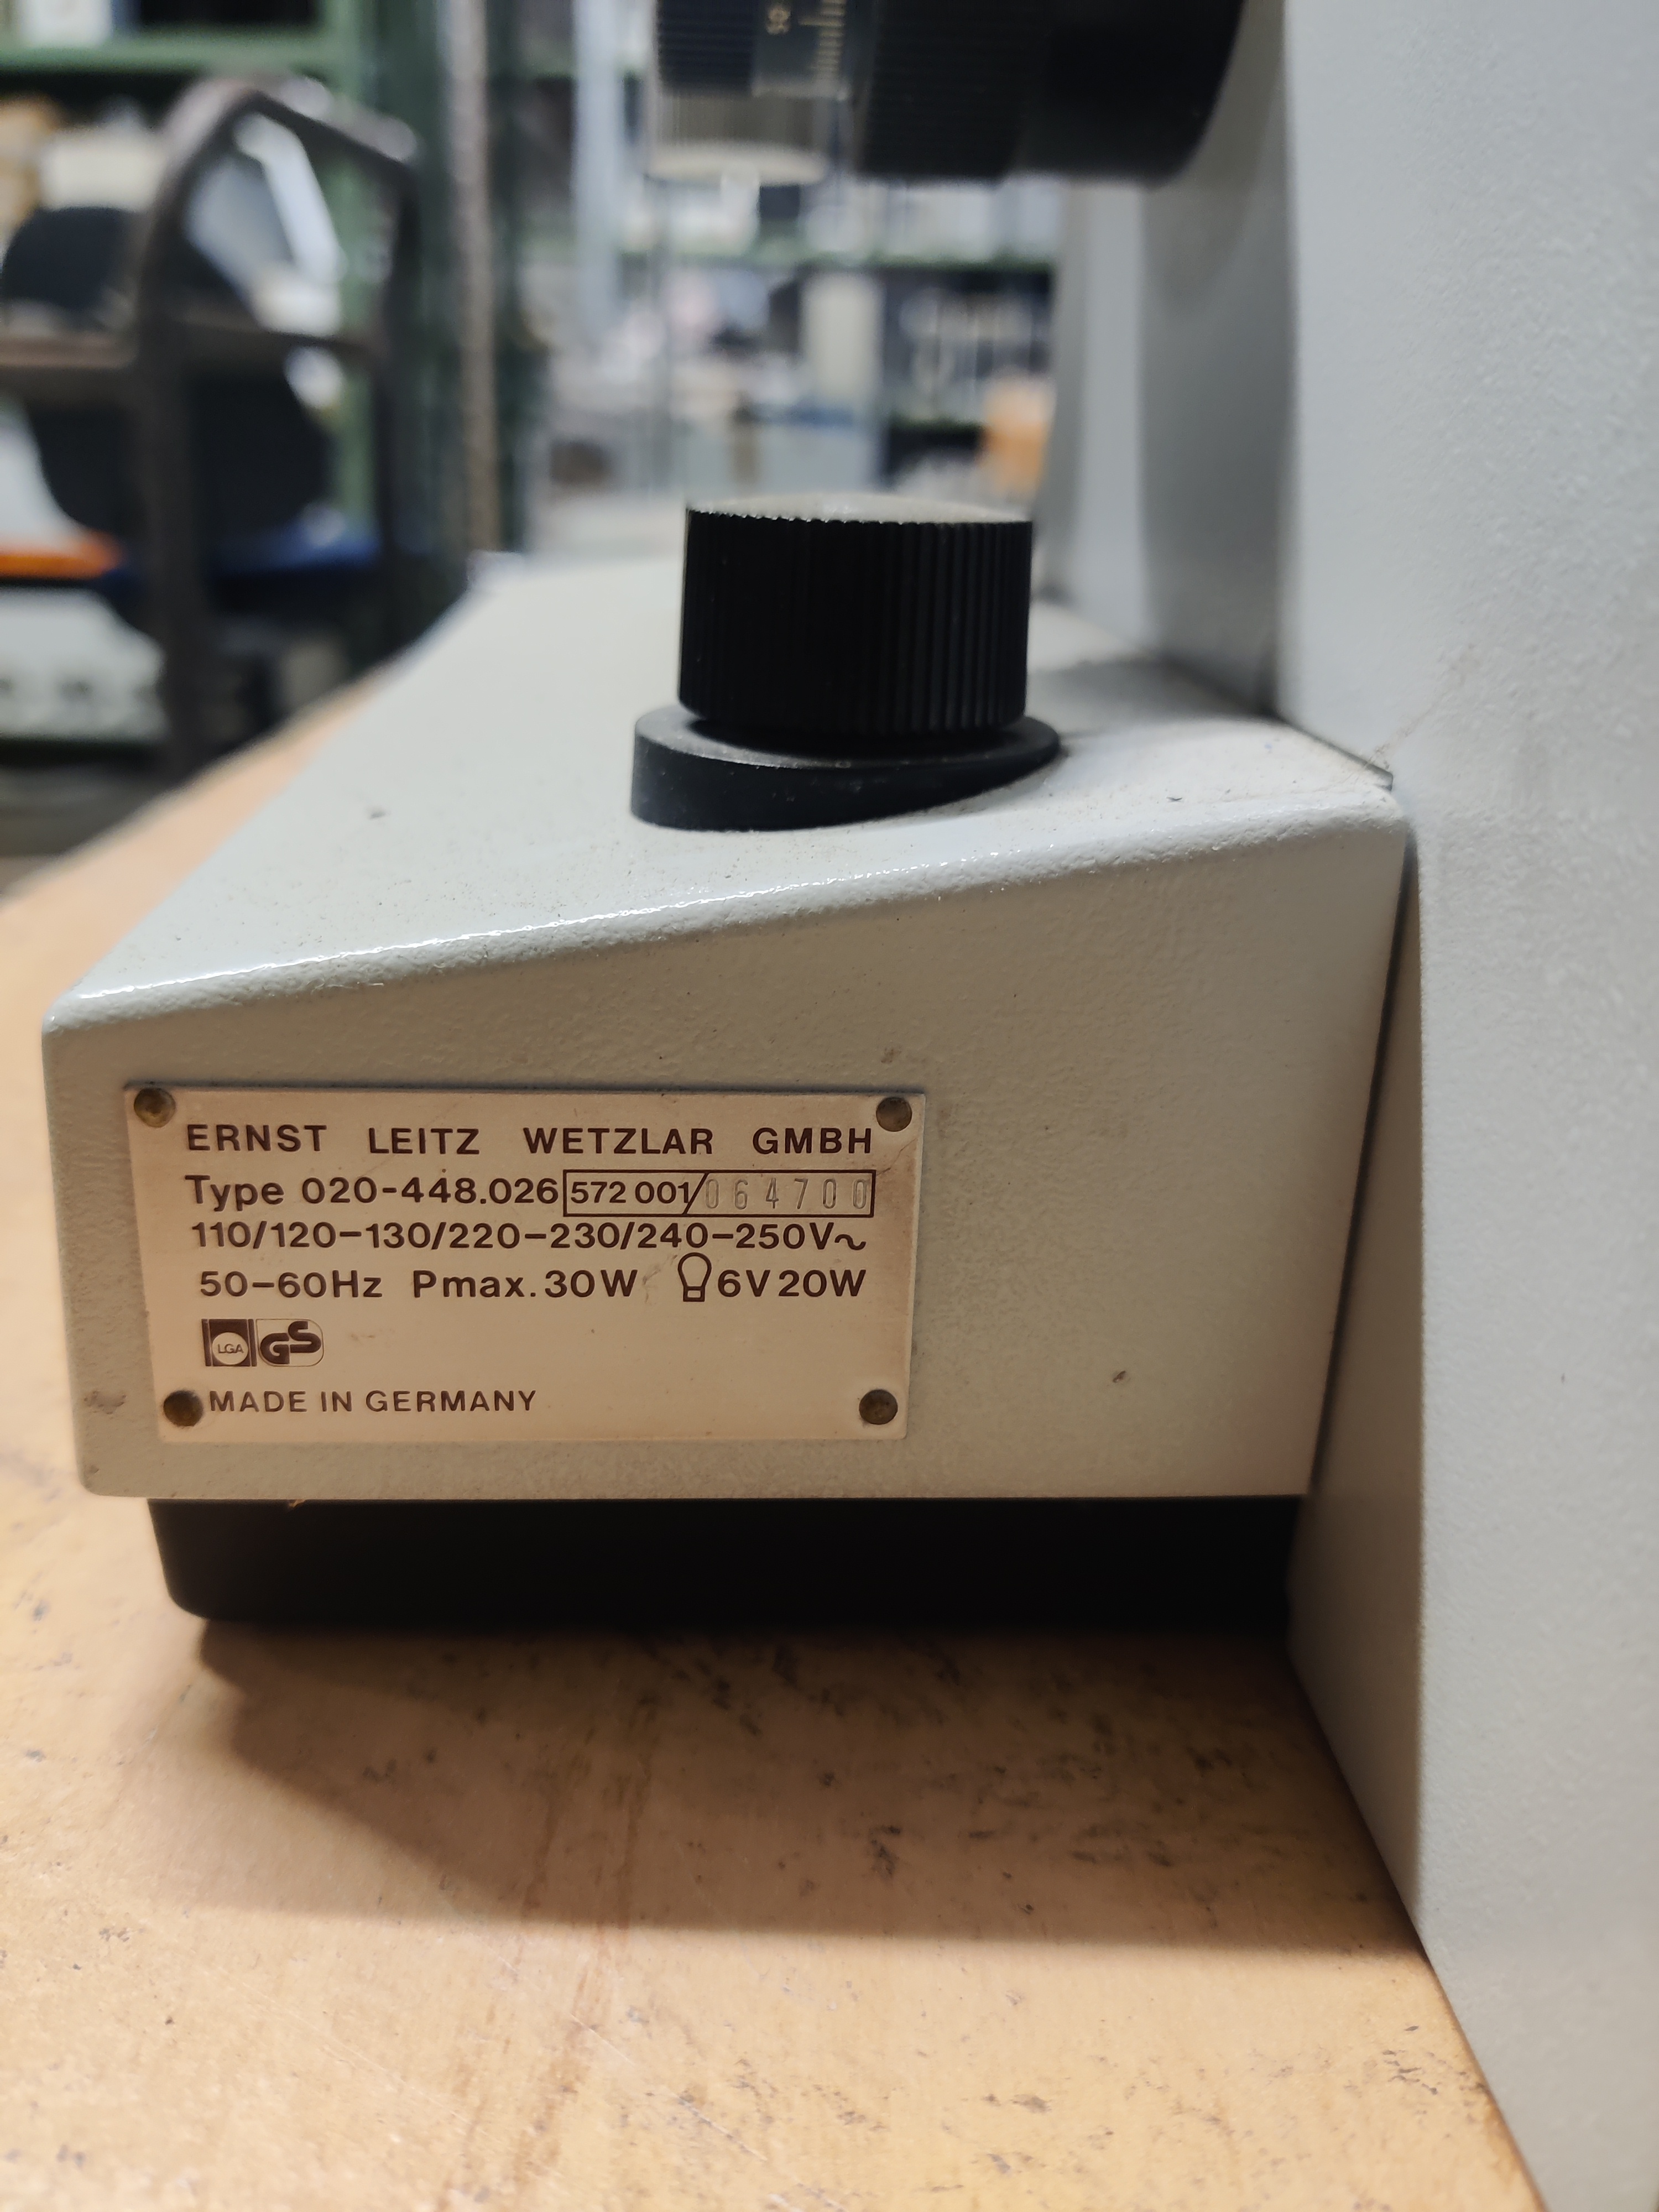 ERNST LEITZ WETZLAR GMBH
Type 020-448.026 572 001/064700
110/120–130/220–230/240–250V~
50–60Hz Pmax. 30W 6V 20W
LGA GS
MADE IN GERMANY